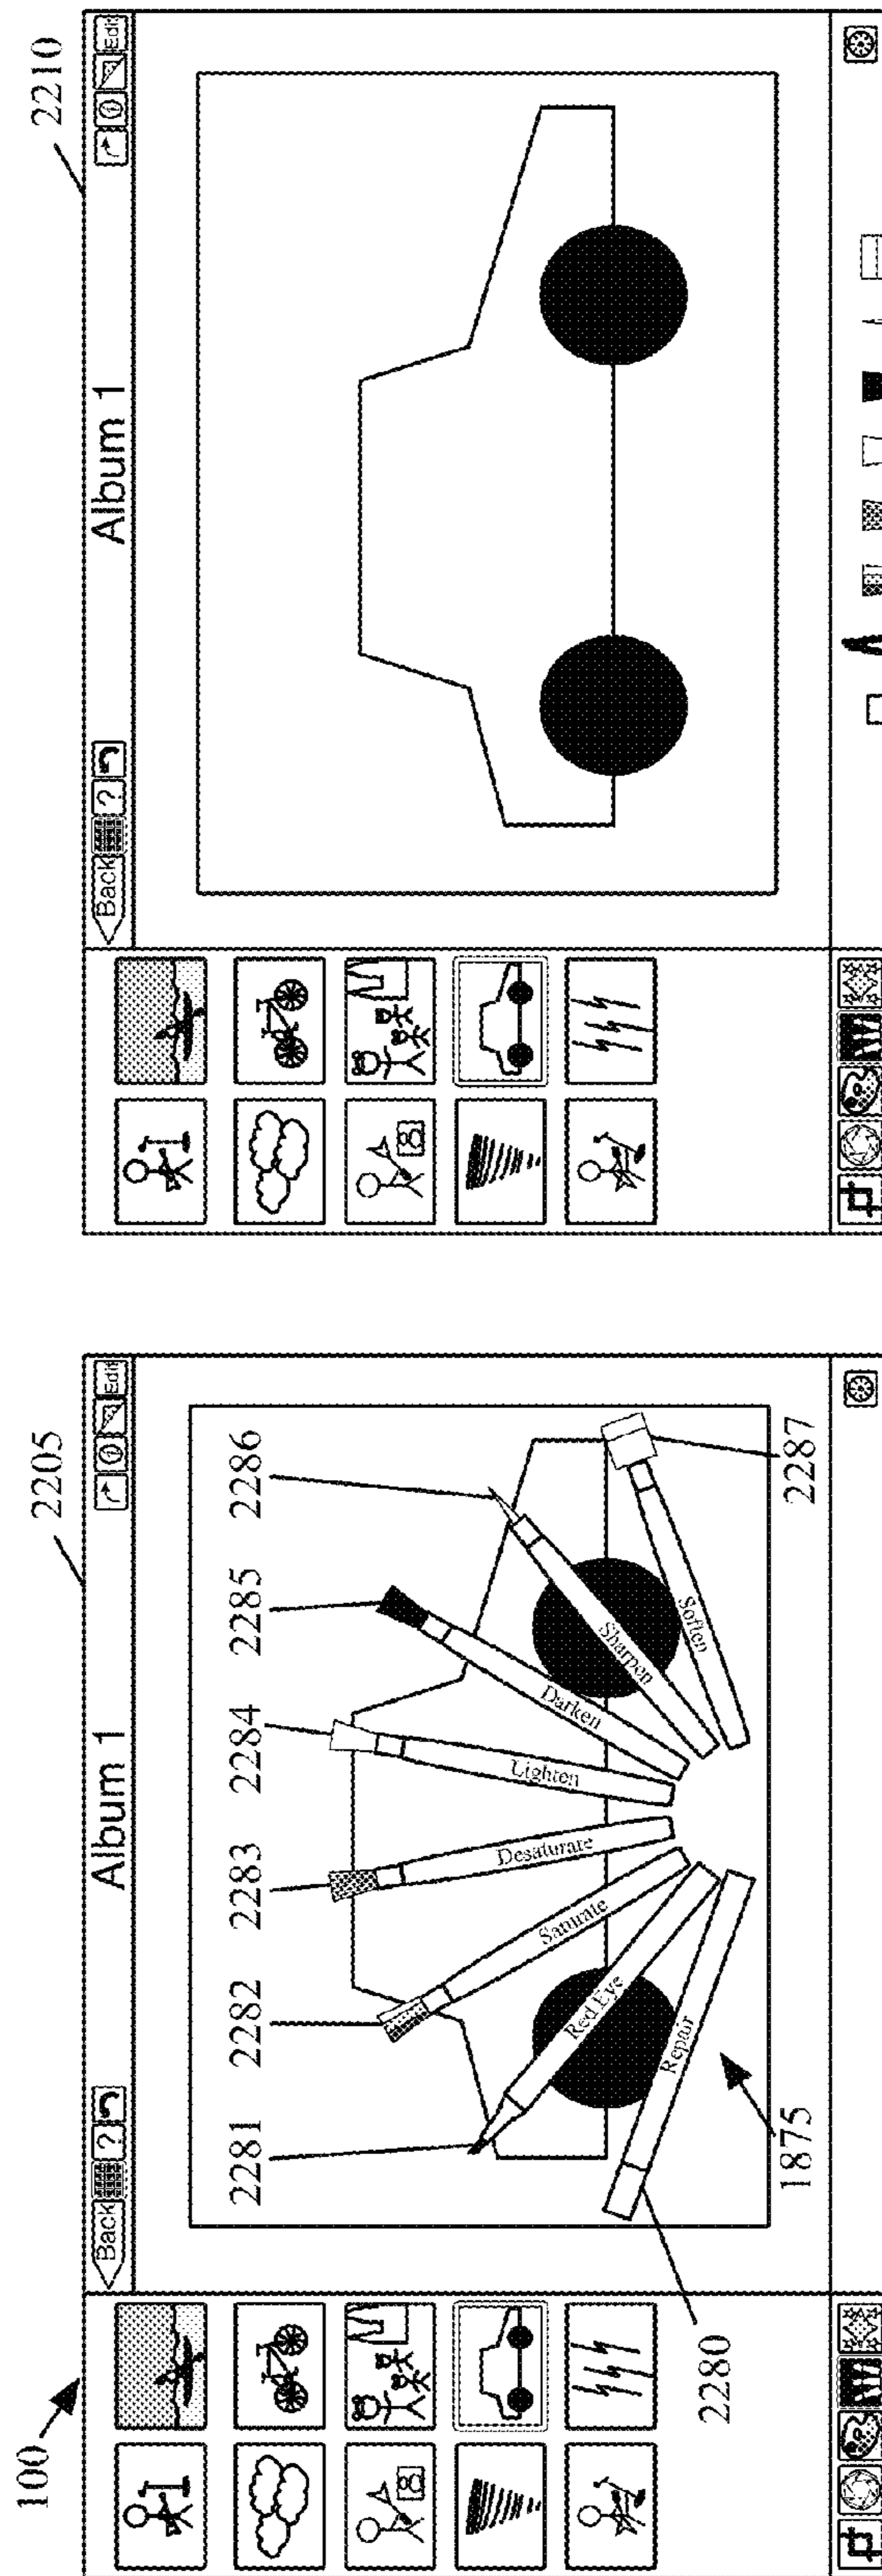 100
2205
Back ? Album 1 i Edit
2281 2282 2283 2284 2285 2286
Repair
Red Eye
Saturate
Desaturate
Lighten
Darken
Sharpen
Soften
2280
1875
2287
2210
Back ? Album 1 i Edit